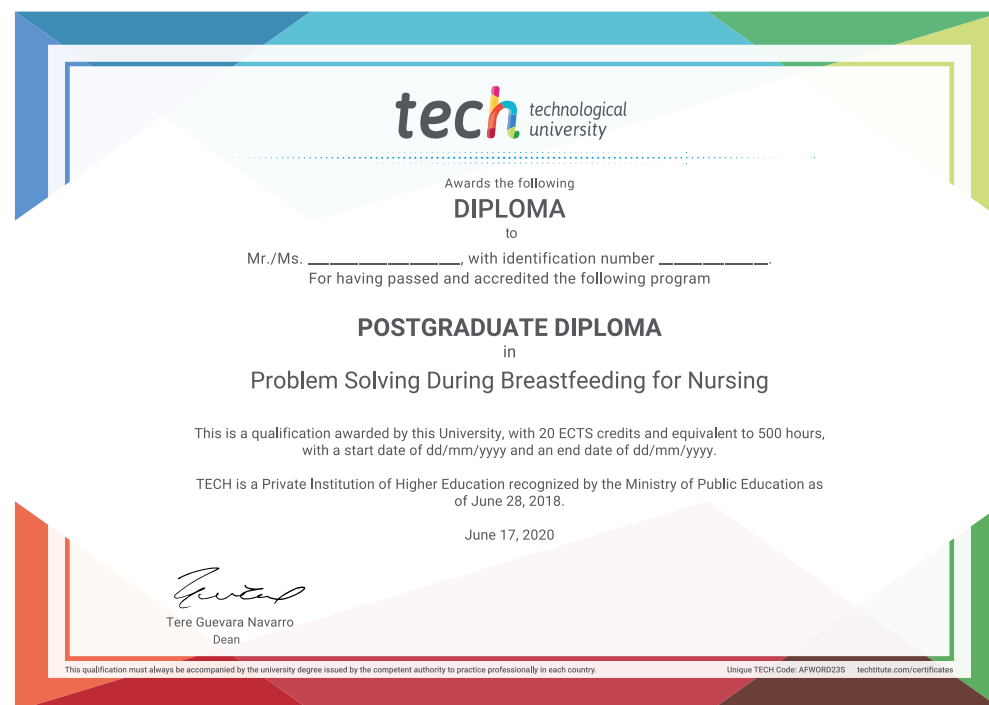 tech technological
university
Awards the following
DIPLOMA
to
Mr./Ms. ____________________, with identification number ______________.
For having passed and accredited the following program
POSTGRADUATE DIPLOMA
in
Problem Solving During Breastfeeding for Nursing
This is a qualification awarded by this University, with 20 ECTS credits and equivalent to 500 hours,
with a start date of dd/mm/yyyy and an end date of dd/mm/yyyy.
TECH is a Private Institution of Higher Education recognized by the Ministry of Public Education as
of June 28, 2018.
June 17, 2020
Tere Guevara Navarro
Dean
This qualification must always be accompanied by the university degree issued by the competent authority to practice professionally in each country. Unique TECH Code: AFWORD23S techtitute.com/certificates